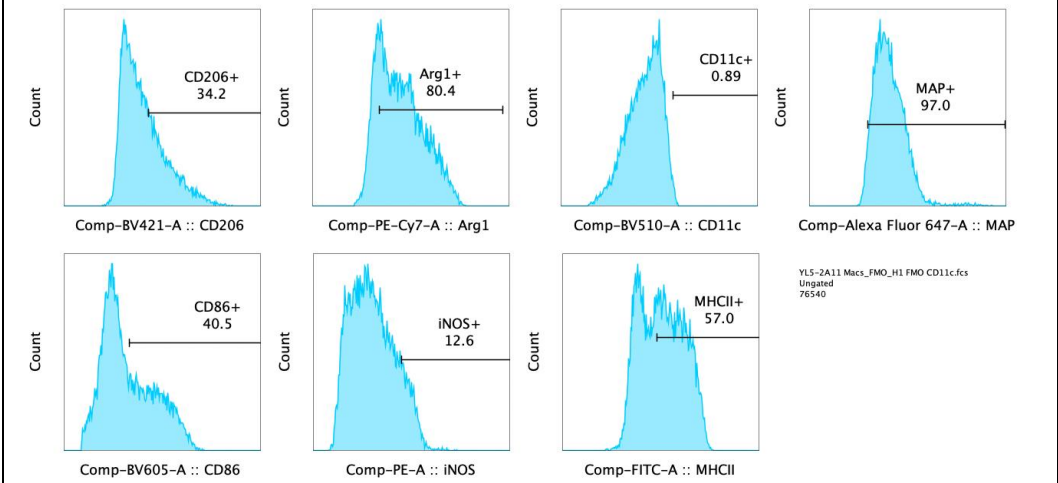 Count
CD206+
34.2
Comp-BV421-A :: CD206
Count
Arg1+
80.4
Comp-PE-Cy7-A :: Arg1
Count
CD11c+
0.89
Comp-BV510-A :: CD11c
Count
MAP+
97.0
Comp-Alexa Fluor 647-A :: MAP
Count
CD86+
40.5
Comp-BV605-A :: CD86
Count
iNOS+
12.6
Comp-PE-A :: iNOS
Count
MHCII+
57.0
Comp-FITC-A :: MHCII
YL5-2A11 Macs_FMO_H1 FMO CD11c.fcs
Ungated
76540